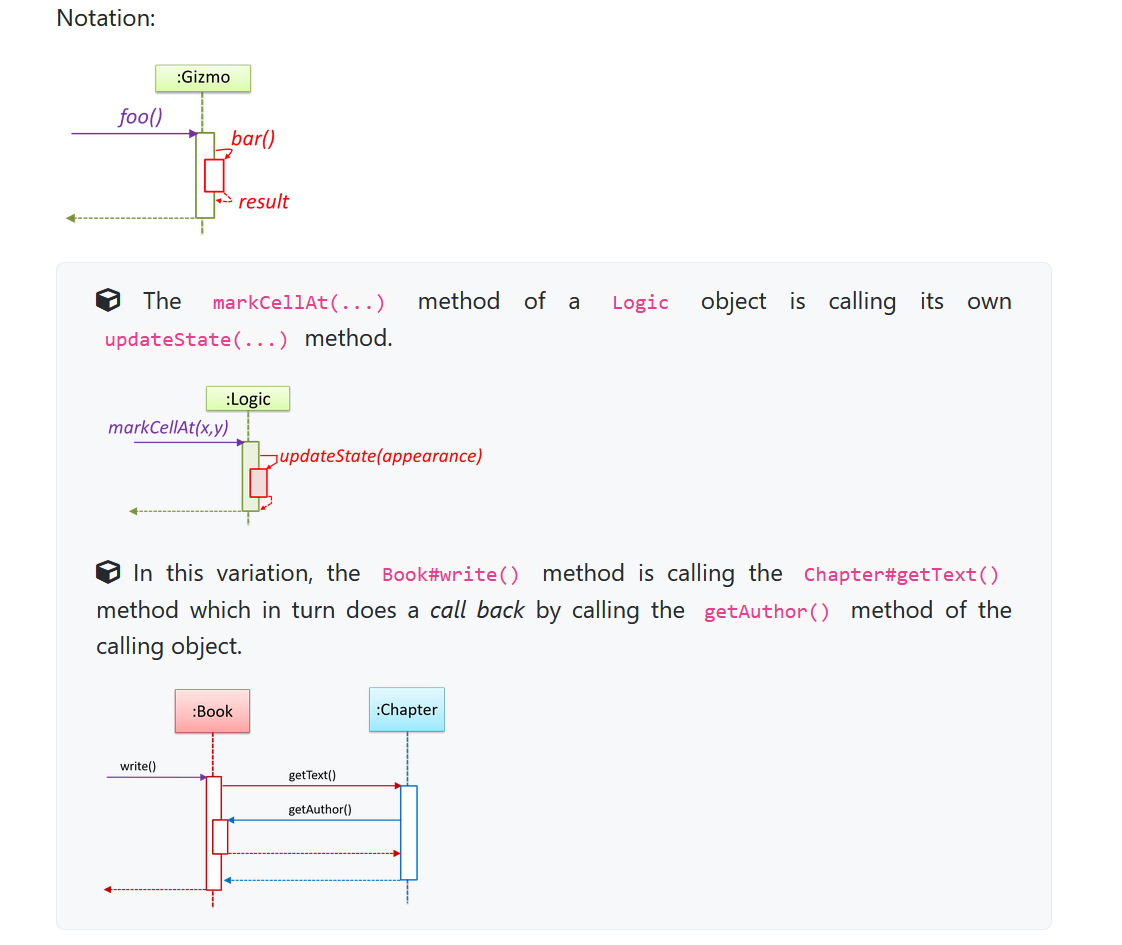 Notation:
:Gizmo
foo()
bar()
result
The markCellAt(...) method of a Logic object is calling its own
updateState(...) method.
:Logic
markCellAt(x,y)
updateState(appearance)
In this variation, the Book#write() method is calling the Chapter#getText()
method which in turn does a call back by calling the getAuthor() method of the
calling object.
:Book
:Chapter
write()
getText()
getAuthor()